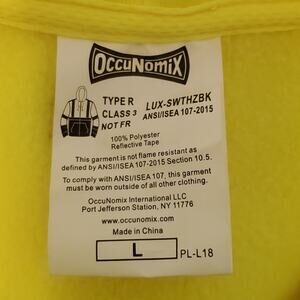 OCCUNOMIX
TYPE R
CLASS 3
NOT FR
LUX-SWTHZBK
ANSI/ISEA 107-2015
100% Polyester
Reflective Tape
This garment is not flame resistant as
defined by ANSI/ISEA 107-2015 Section 10.5.
To comply with ANSI/ISEA 107, this garment
must be worn outside of all other clothing.
OccuNomix International LLC
Port Jefferson Station, NY 11776
www.occunomix.com
Made in China
L PL-L18